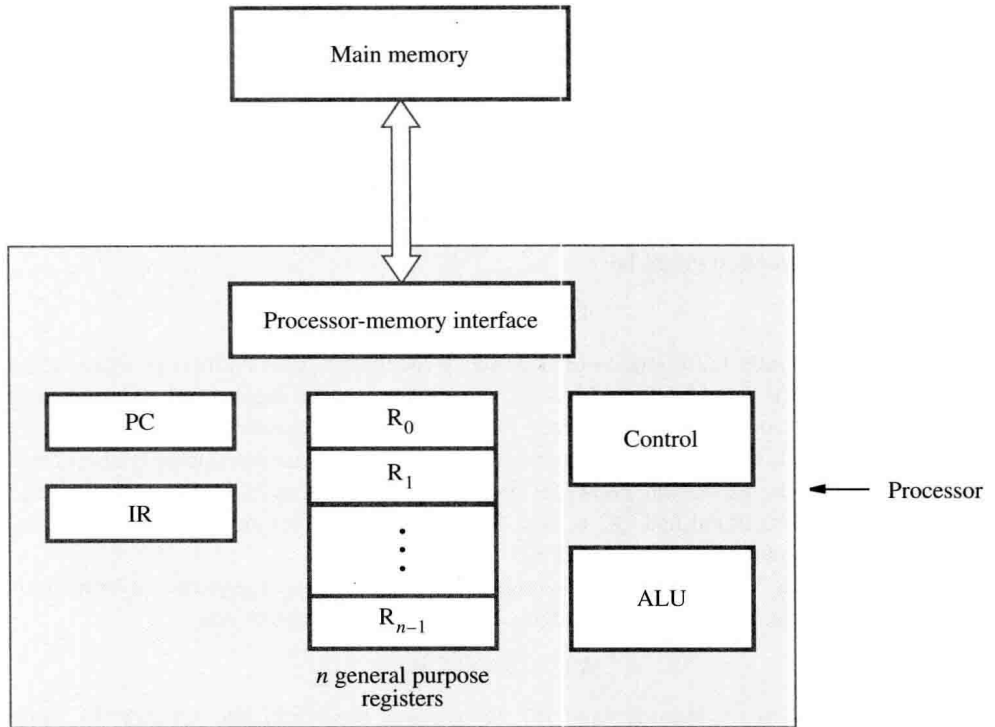 Main memory
Processor-memory interface
PC
IR
R0
R1
Rn–1
n general purpose
registers
Control
ALU
Processor